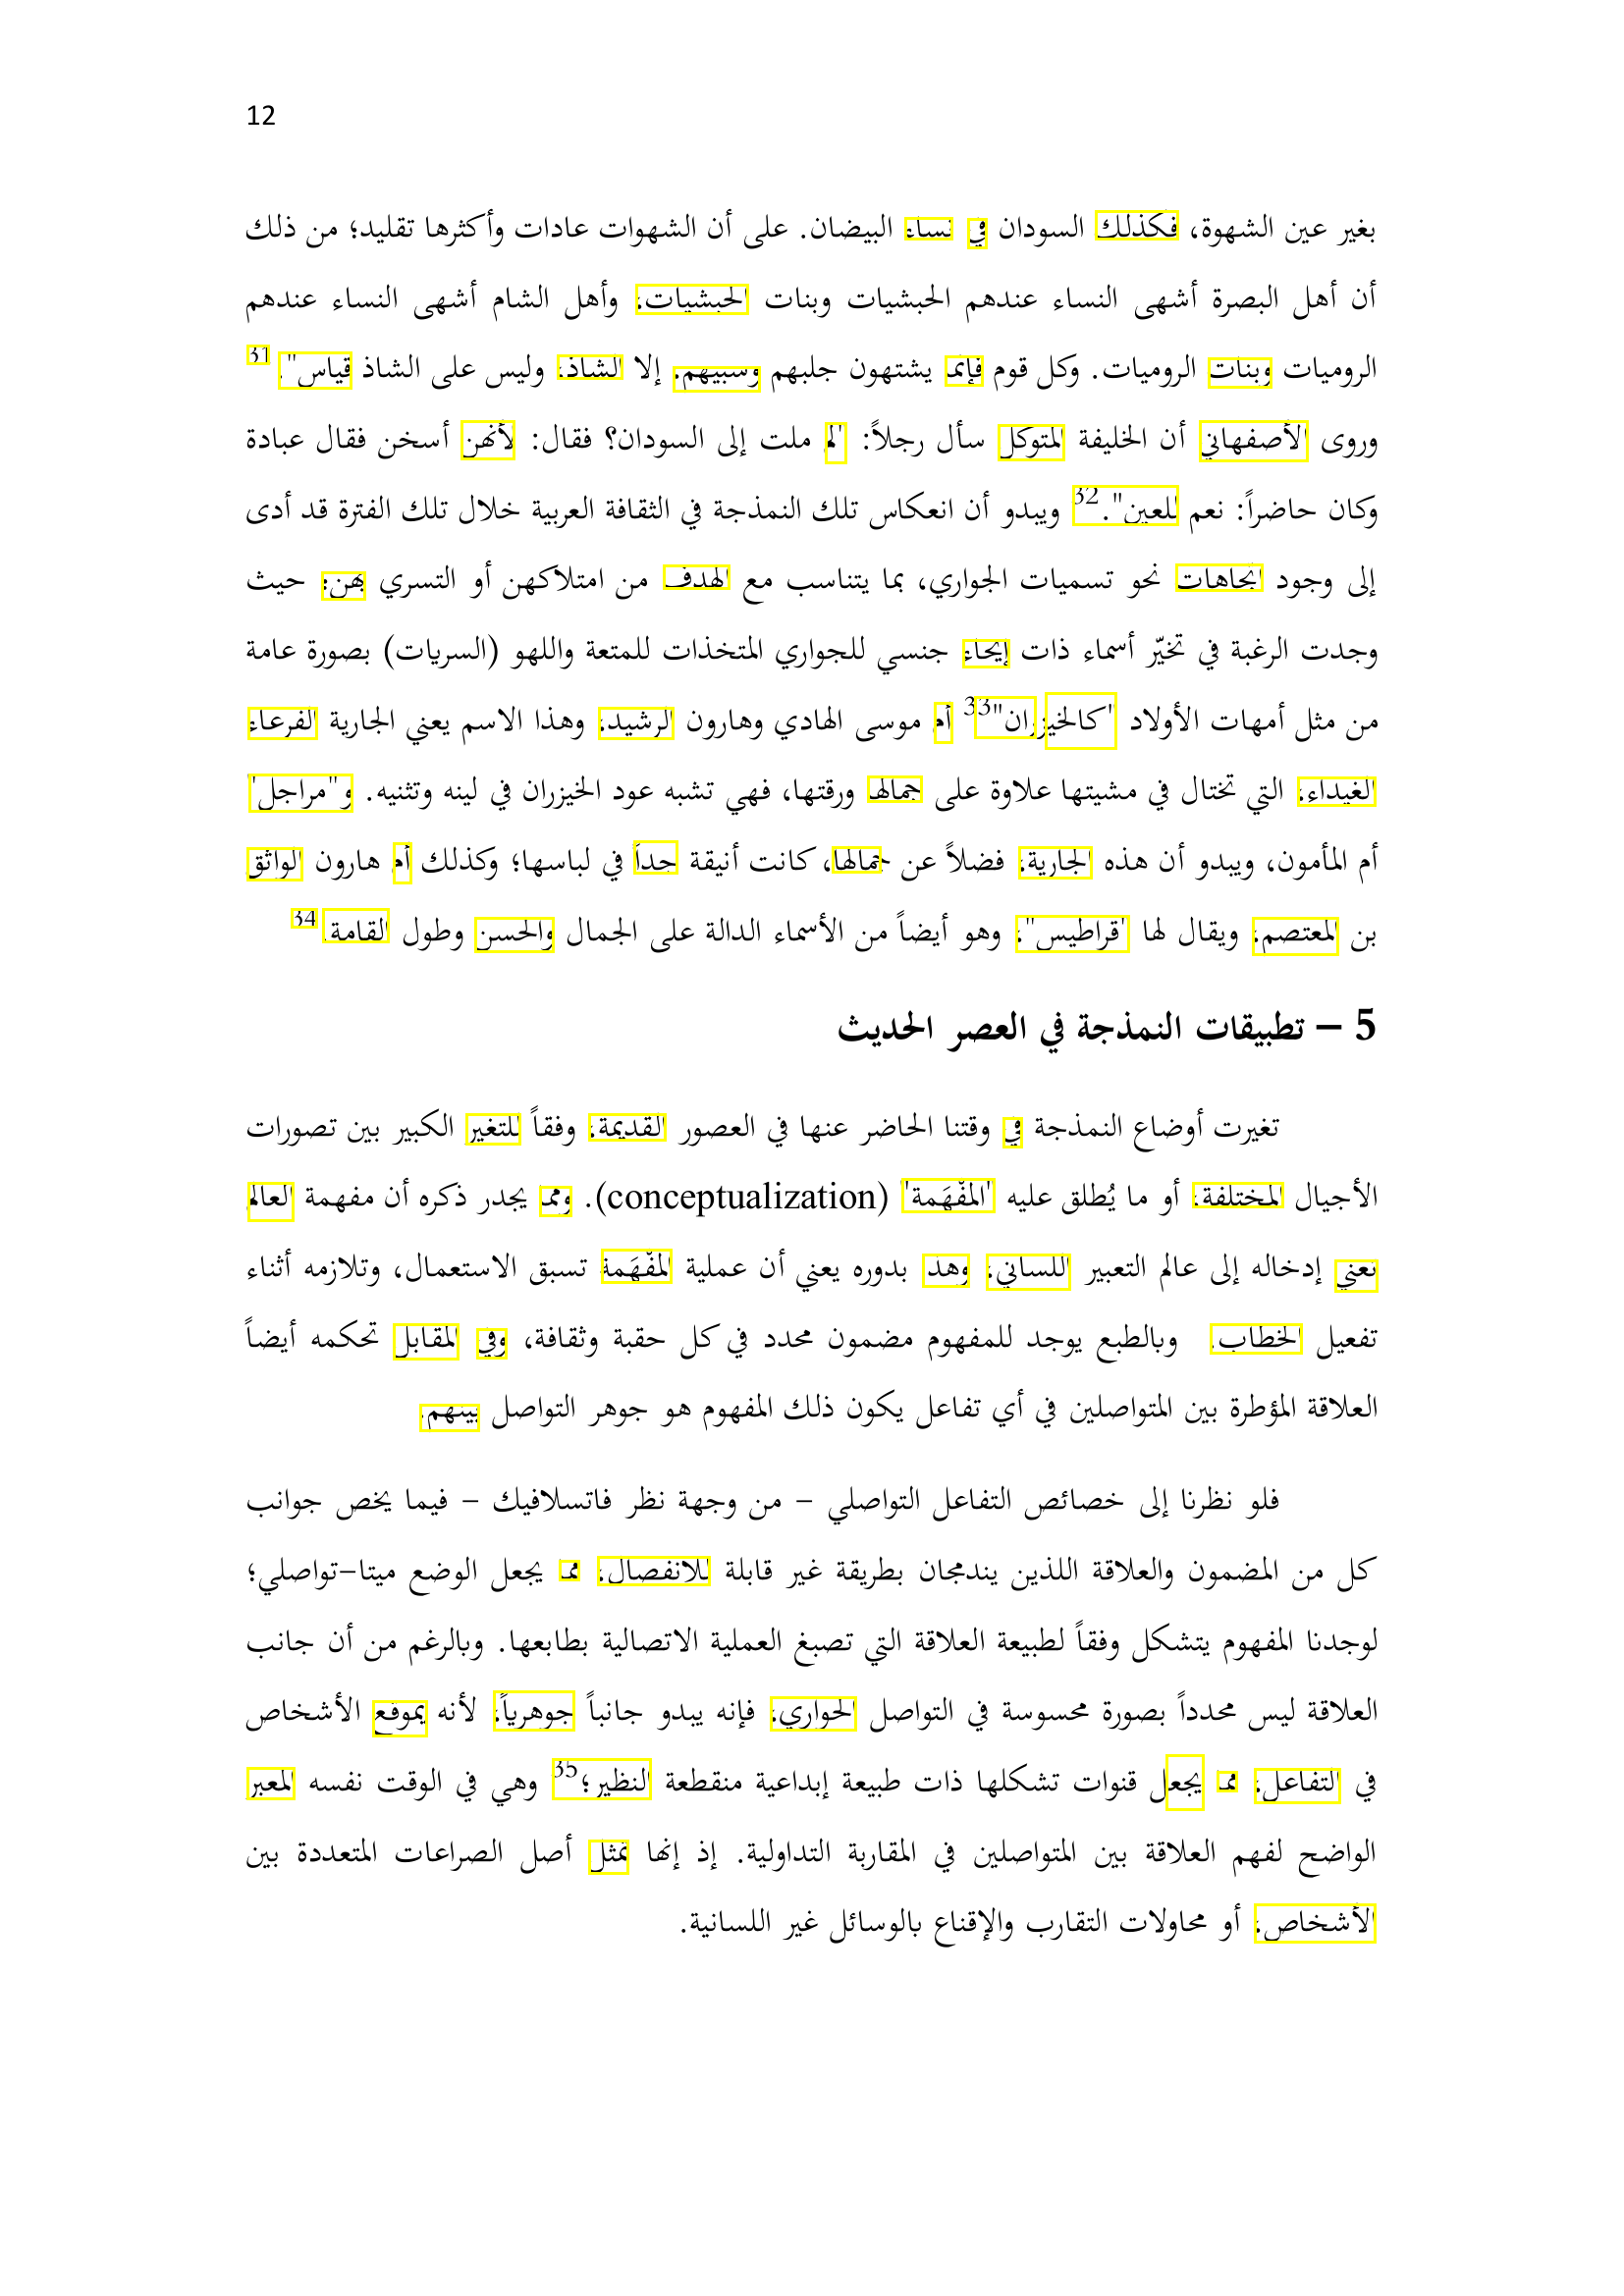 12
بغير عين الشهوة، فكذلك السودان في نساء البيضان. على أن الشهوات عادات وأكثرها تقليد؛ من ذلك
أن أهل البصرة أشهى النساء عندهم الحبشيات وبنات الحبشيات؛ وأهل الشام أشهى النساء عندهم
الروميات وبنات الروميات. وكل قوم فإنما يشتهون جلبهم وسبيهم. إلا الشاذ؛ وليس على الشاذ قياس".31
وروى الأصفهاني أن الخليفة المتوكل سأل رجلاً: "لم ملت إلى السودان؟ فقال: لأنهن أسخن فقال عبادة
وكان حاضراً: نعم للعين".32 ويبدو أن انعكاس تلك النمذجة في الثقافة العربية خلال تلك الفترة قد أدى
إلى وجود اتجاهات نحو تسميات الجواري، بما يتناسب مع الهدف من امتلاكهن أو التسري بهن؛ حيث
وجدت الرغبة في تخيّر أسماء ذات إيحاء جنسي للجواري المتخذات للمتعة واللهو (السريات) بصورة عامة
من مثل أمهات الأولاد "كالخيزران"33 أم موسى الهادي وهارون الرشيد؛ وهذا الاسم يعني الجارية الفرعاء
الغيداء؛ التي تختال في مشيتها علاوة على جمالها ورقتها، فهي تشبه عود الخيزران في لينه وتثنيه. و"مراجل"
أم المأمون، ويبدو أن هذه الجارية؛ فضلاً عن جمالها، كانت أنيقة جداً في لباسها؛ وكذلك أم هارون الواثق
بن المعتصم؛ ويقال لها "قراطيس"؛ وهو أيضاً من الأسماء الدالة على الجمال والحسن وطول القامة.34
5 – تطبيقات النمذجة في العصر الحديث
تغيرت أوضاع النمذجة في وقتنا الحاضر عنها في العصور القديمة؛ وفقاً للتغير الكبير بين تصورات
الأجيال المختلفة؛ أو ما يُطلق عليه "المفْهَمة" (conceptualization). ومما يجدر ذكره أن مفهمة العالم
تعني إدخاله إلى عالم التعبير اللساني؛ وهذا بدوره يعني أن عملية المفْهَمة تسبق الاستعمال، وتلازمه أثناء
تفعيل الخطاب. وبالطبع يوجد للمفهوم مضمون محدد في كل حقبة وثقافة، وفي المقابل تحكمه أيضاً
العلاقة المؤطرة بين المتواصلين في أي تفاعل يكون ذلك المفهوم هو جوهر التواصل بينهم.
فلو نظرنا إلى خصائص التفاعل التواصلي – من وجهة نظر فاتسلافيك – فيما يخص جوانب
كل من المضمون والعلاقة اللذين يندمجان بطريقة غير قابلة للانفصال؛ مما يجعل الوضع ميتا–تواصلي؛
لوجدنا المفهوم يتشكل وفقاً لطبيعة العلاقة التي تصبغ العملية الاتصالية بطابعها. وبالرغم من أن جانب
العلاقة ليس محدداً بصورة محسوسة في التواصل الحواري؛ فإنه يبدو جانباً جوهرياً؛ لأنه يموقع الأشخاص
في التفاعل؛ مما يجعل قنوات تشكلها ذات طبيعة إبداعية منقطعة النظير؛35 وهي في الوقت نفسه المعبر
الواضح لفهم العلاقة بين المتواصلين في المقاربة التداولية. إذ إنها تمثل أصل الصراعات المتعددة بين
الأشخاص؛ أو محاولات التقارب والإقناع بالوسائل غير اللسانية.